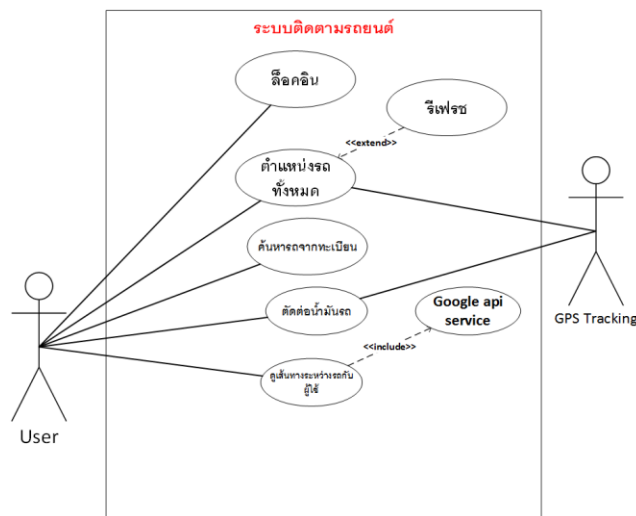 ระบบติดตามรถยนต์
ล็อคอิน
รีเฟรช
<<extend>>
ตำแหน่งรถ
ทั้งหมด
ค้นหารถจากทะเบียน
ตัดต่อน้ำมันรถ
Google api
service
<<include>>
ดูเส้นทางระหว่างรถกับ
ผู้ใช้
User
GPS Tracking